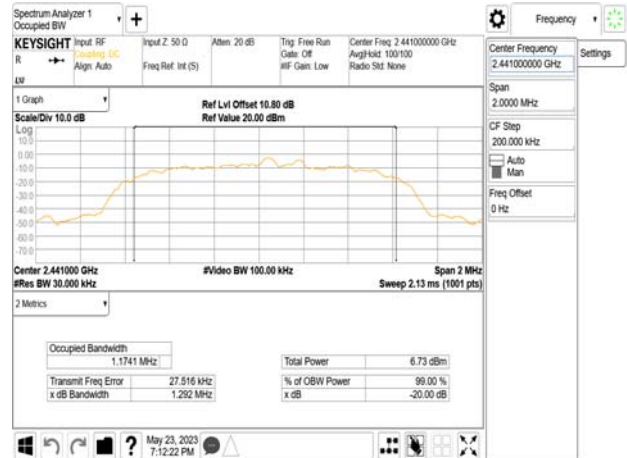 Spectrum Analyzer 1
Occupied BW
Frequency
KEYSIGHT
R
LU
Input: RF
Coupling: DC
Align: Auto
Input Z: 50 Ω
Freq Ref: Int (S)
Atten: 20 dB
Trig: Free Run
Gate: Off
#IF Gain: Low
Center Freq: 2.441000000 GHz
Avg|Hold: 100/100
Radio Std: None
1 Graph
Scale/Div 10.0 dB
Ref Lvl Offset 10.80 dB
Ref Value 20.00 dBm
Log
10.0
0.00
-10.0
-20.0
-30.0
-40.0
-50.0
-60.0
-70.0
Center 2.441000 GHz
#Res BW 30.000 kHz
#Video BW 100.00 kHz
Span 2 MHz
Sweep 2.13 ms (1001 pts)
2 Metrics
Occupied Bandwidth
1.1741 MHz
Transmit Freq Error 27.516 kHz
x dB Bandwidth 1.292 MHz
Total Power 6.73 dBm
% of OBW Power 99.00 %
x dB -20.00 dB
May 23, 2023
7:12:22 PM
Center Frequency
2.441000000 GHz
Span
2.0000 MHz
CF Step
200.000 kHz
Auto
Man
Freq Offset
0 Hz
Settings